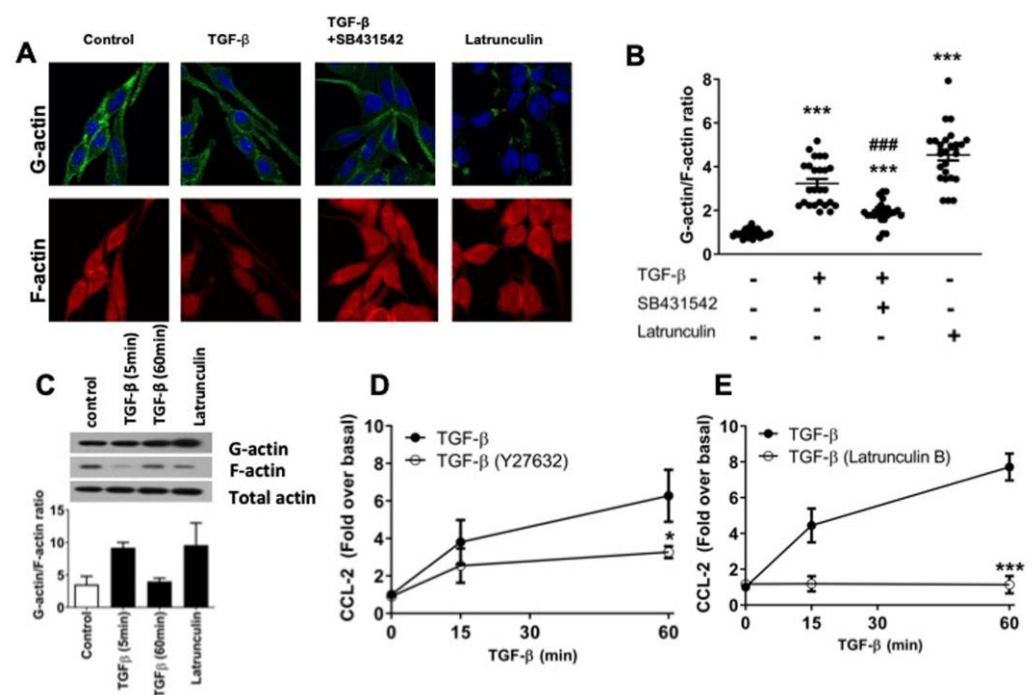 A
Control
TGF-β
TGF-β
+SB431542
Latrunculin
G-actin
F-actin
B
G-actin/F-actin ratio
8
6
4
2
0
***
###
***
***
TGF-β - + + -
SB431542 - - + -
Latrunculin - - - +
C
control
TGF-β (5min)
TGF-β (60min)
Latrunculin
G-actin
F-actin
Total actin
G-actin/F-actin ratio
15
10
5
0
Control
TGFβ (5min)
TGFβ (60min)
Latrunculin
D
CCL-2 (Fold over basal)
10
8
6
4
2
0
TGF-β
TGF-β (Y27632)
*
0 15 30 60
TGF-β (min)
E
CCL-2 (Fold over basal)
10
8
6
4
2
0
TGF-β
TGF-β (Latrunculin B)
***
0 15 30 60
TGF-β (min)